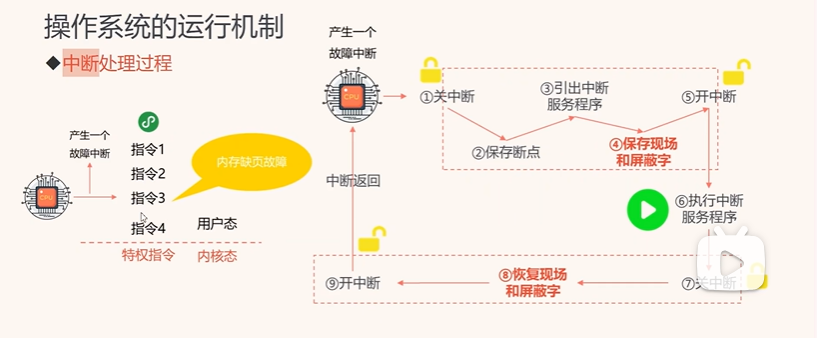 操作系统的运行机制
◆中断处理过程
产生一个
故障中断
CPU
指令1
指令2
指令3
指令4
内存缺页故障
用户态
特权指令
内核态
产生一个
故障中断
CPU
①关中断
②保存断点
③引出中断
服务程序
④保存现场
和屏蔽字
⑤开中断
⑥执行中断
服务程序
⑦关中断
⑧恢复现场
和屏蔽字
⑨开中断
中断返回